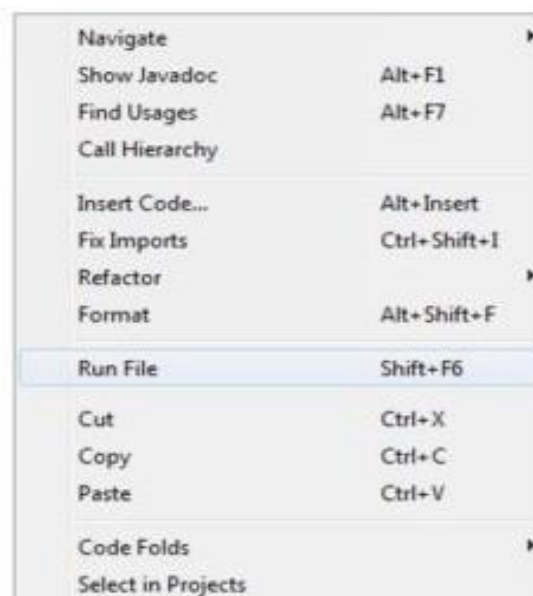 Navigate
Show Javadoc Alt+F1
Find Usages Alt+F7
Call Hierarchy
Insert Code... Alt+Insert
Fix Imports Ctrl+Shift+I
Refactor
Format Alt+Shift+F
Run File Shift+F6
Cut Ctrl+X
Copy Ctrl+C
Paste Ctrl+V
Code Folds
Select in Projects